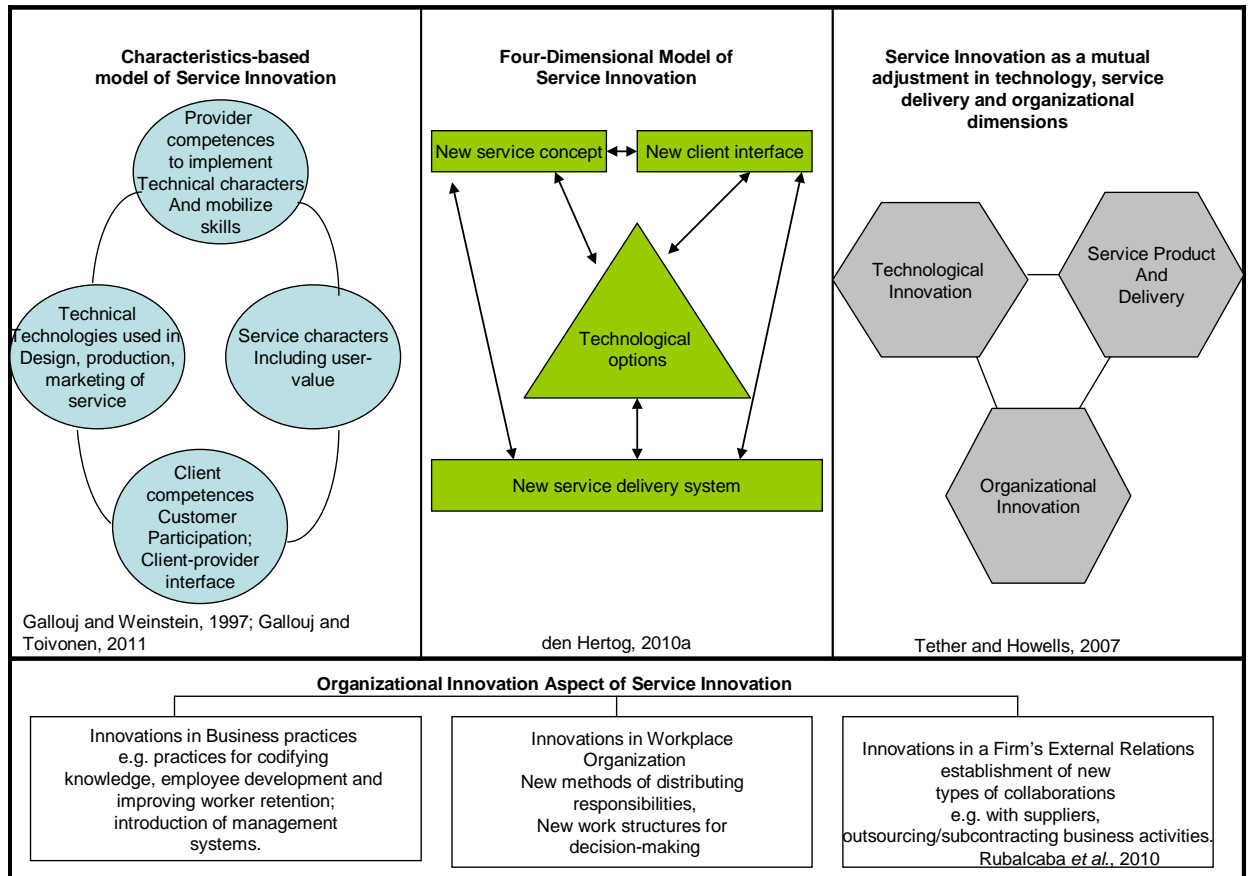 Characteristics-based
model of Service Innovation
Provider
competences
to implement
Technical characters
And mobilize
skills
Technical
Technologies used in
Design, production,
marketing of
service
Service characters
Including user-
value
Client
competences
Customer
Participation;
Client-provider
interface
Gallouj and Weinstein, 1997; Gallouj and
Toivonen, 2011
Four-Dimensional Model of
Service Innovation
New service concept
New client interface
Technological
options
New service delivery system
den Hertog, 2010a
Service Innovation as a mutual
adjustment in technology, service
delivery and organizational
dimensions
Technological
Innovation
Service Product
And
Delivery
Organizational
Innovation
Tether and Howells, 2007
Organizational Innovation Aspect of Service Innovation
Innovations in Business practices
e.g. practices for codifying
knowledge, employee development and
improving worker retention;
introduction of management
systems.
Innovations in Workplace
Organization
New methods of distributing
responsibilities,
New work structures for
decision-making
Innovations in a Firm's External Relations
establishment of new
types of collaborations
e.g. with suppliers,
outsourcing/subcontracting business activities.
Rubalcaba et al., 2010